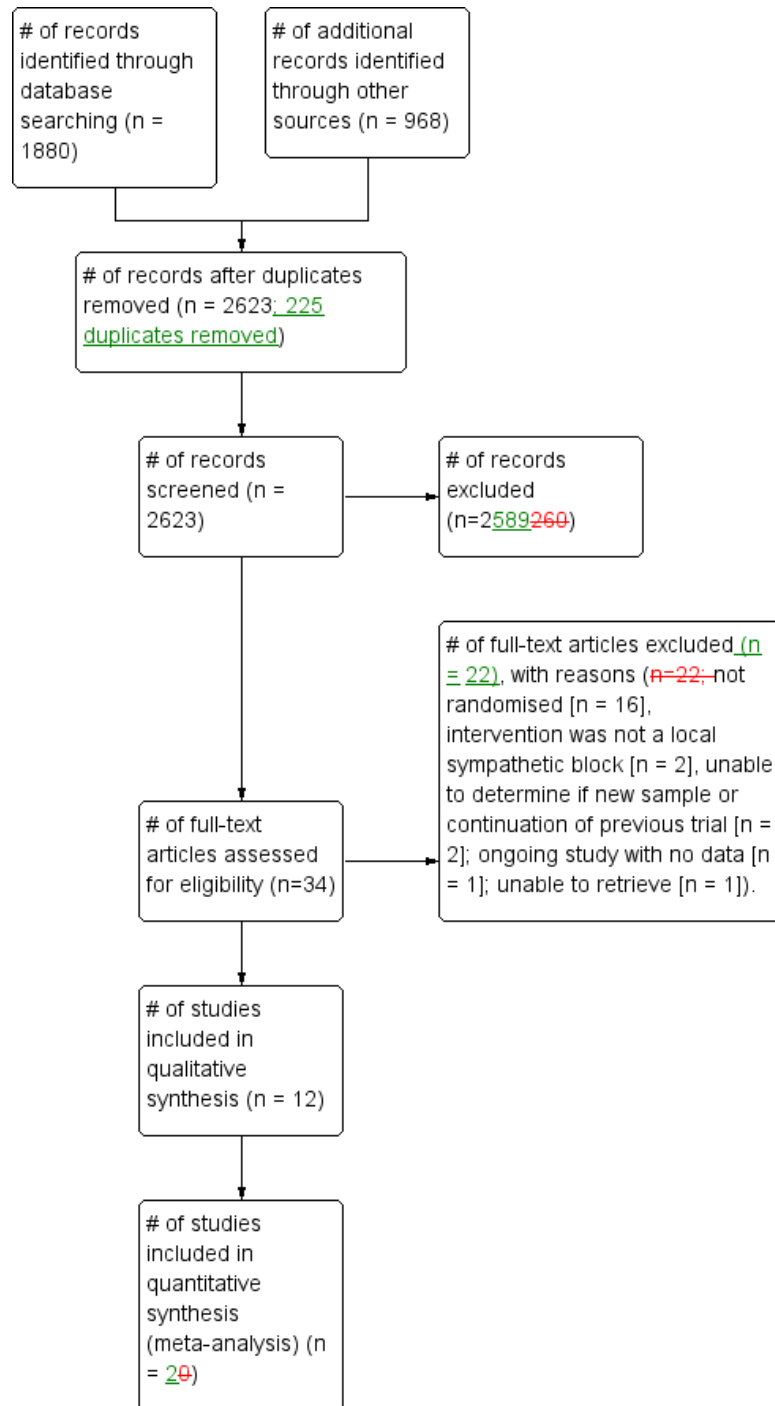 # of records
identified through
database
searching (n =
1880)
# of additional
records identified
through other
sources (n = 968)
# of records after duplicates
removed (n = 2623; 225
duplicates removed)
# of records
screened (n =
2623)
# of records
excluded
(n=2589260)
# of full-text articles excluded (n
= 22), with reasons (n=22; not
randomised [n = 16],
intervention was not a local
sympathetic block [n = 2], unable
to determine if new sample or
continuation of previous trial [n =
2]; ongoing study with no data [n
= 1]; unable to retrieve [n = 1]).
# of full-text
articles assessed
for eligibility (n=34)
# of studies
included in
qualitative
synthesis (n = 12)
# of studies
included in
quantitative
synthesis
(meta-analysis) (n
= 20)